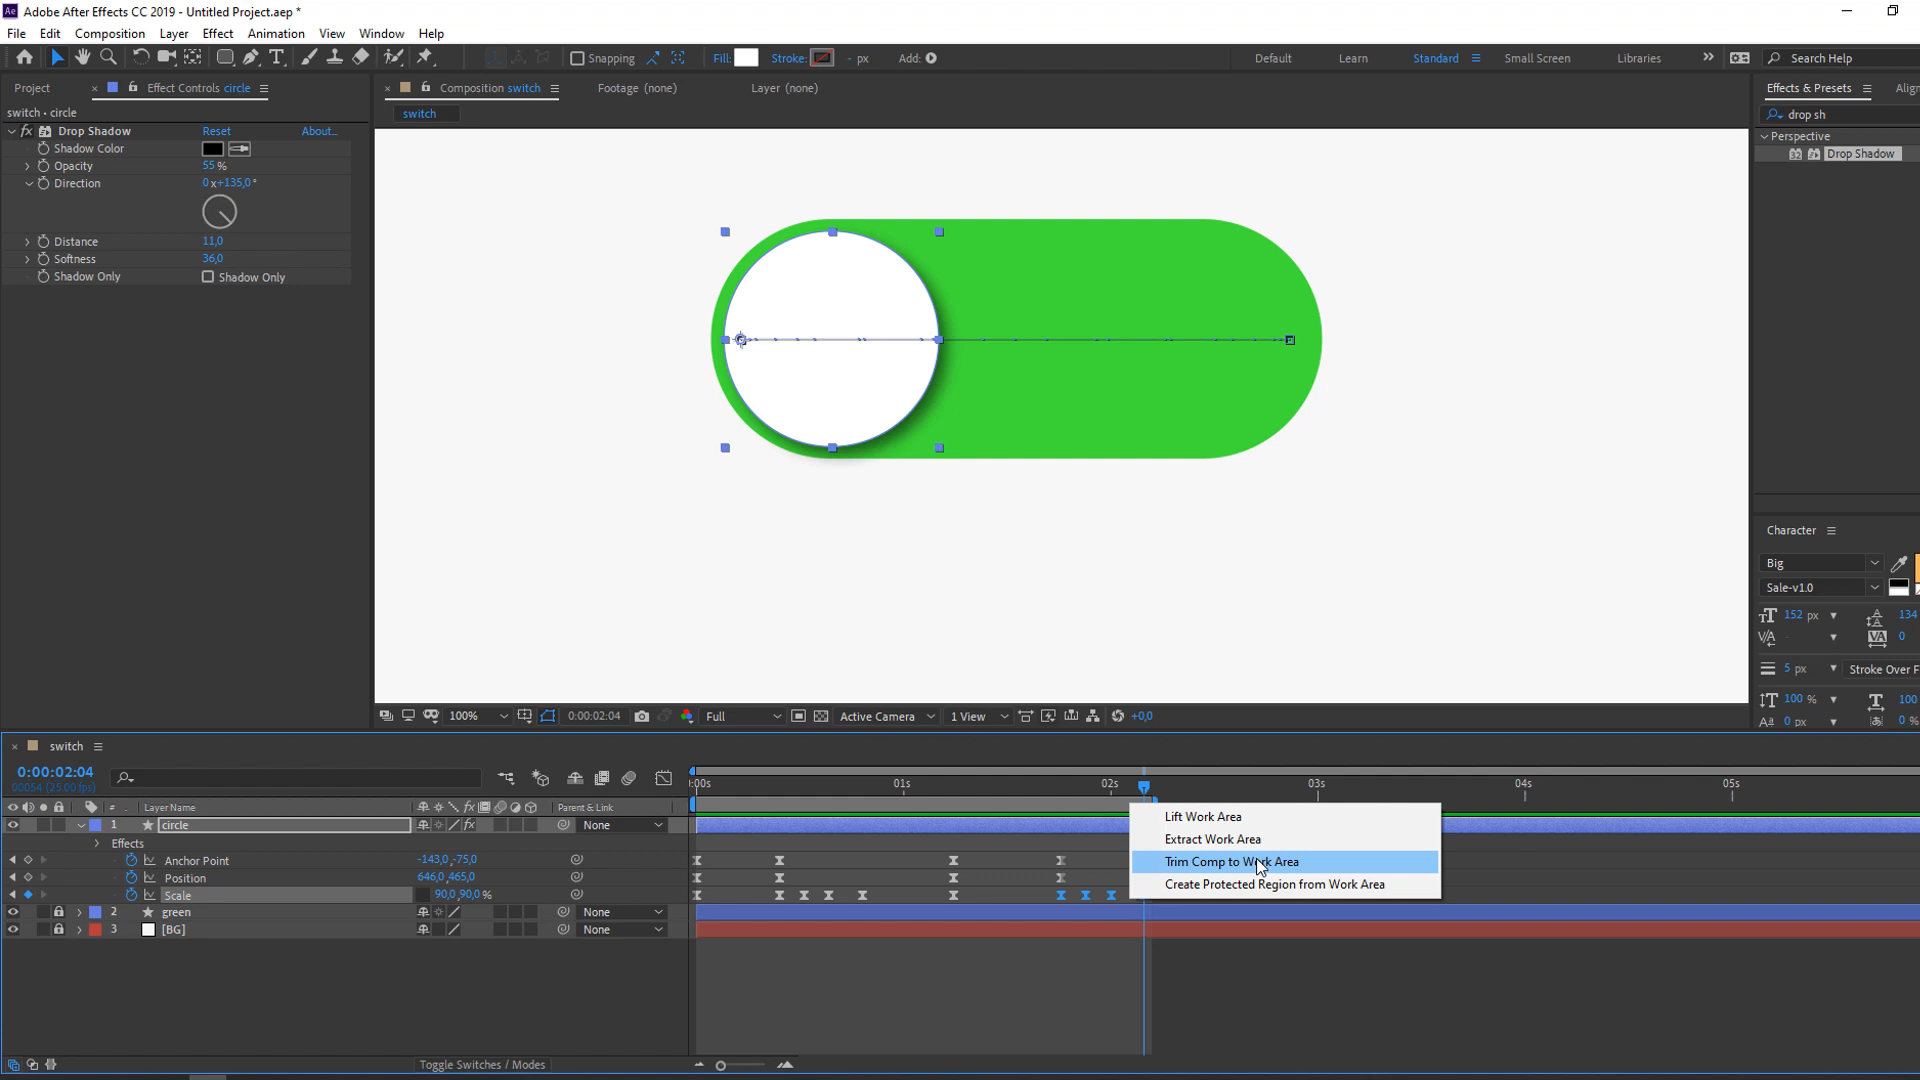 Ae Adobe After Effects CC 2019 - Untitled Project.aep *
File Edit Composition Layer Effect Animation View Window Help
Snapping Fill: Stroke: - px Add: Default Learn Standard Small Screen Libraries Search Help
Project Effect Controls circle Composition switch Footage (none) Layer (none) Effects & Presets Align
switch • circle
switch
drop sh
fx Drop Shadow Reset About...
Perspective
Shadow Color
32 Drop Shadow
Opacity 55 %
Direction 0 x+135,0 °
Distance 11,0
Softness 36,0
Shadow Only Shadow Only
Character
Big
Sale-v1.0
152 px 134
0
5 px Stroke Over F
100 % 100
0 px 0 %
100% 0:00:02:04 Full Active Camera 1 View +0,0
switch
0:00:02:04
00054 (25.00 fps)
:00s 01s 02s 03s 04s 05s
# Layer Name Parent & Link
1 circle None
Effects
Anchor Point -143,0,-75,0
Position 646,0,465,0
Scale 90,0,90,0 %
2 green None
3 [BG] None
Lift Work Area
Extract Work Area
Trim Comp to Work Area
Create Protected Region from Work Area
Toggle Switches / Modes